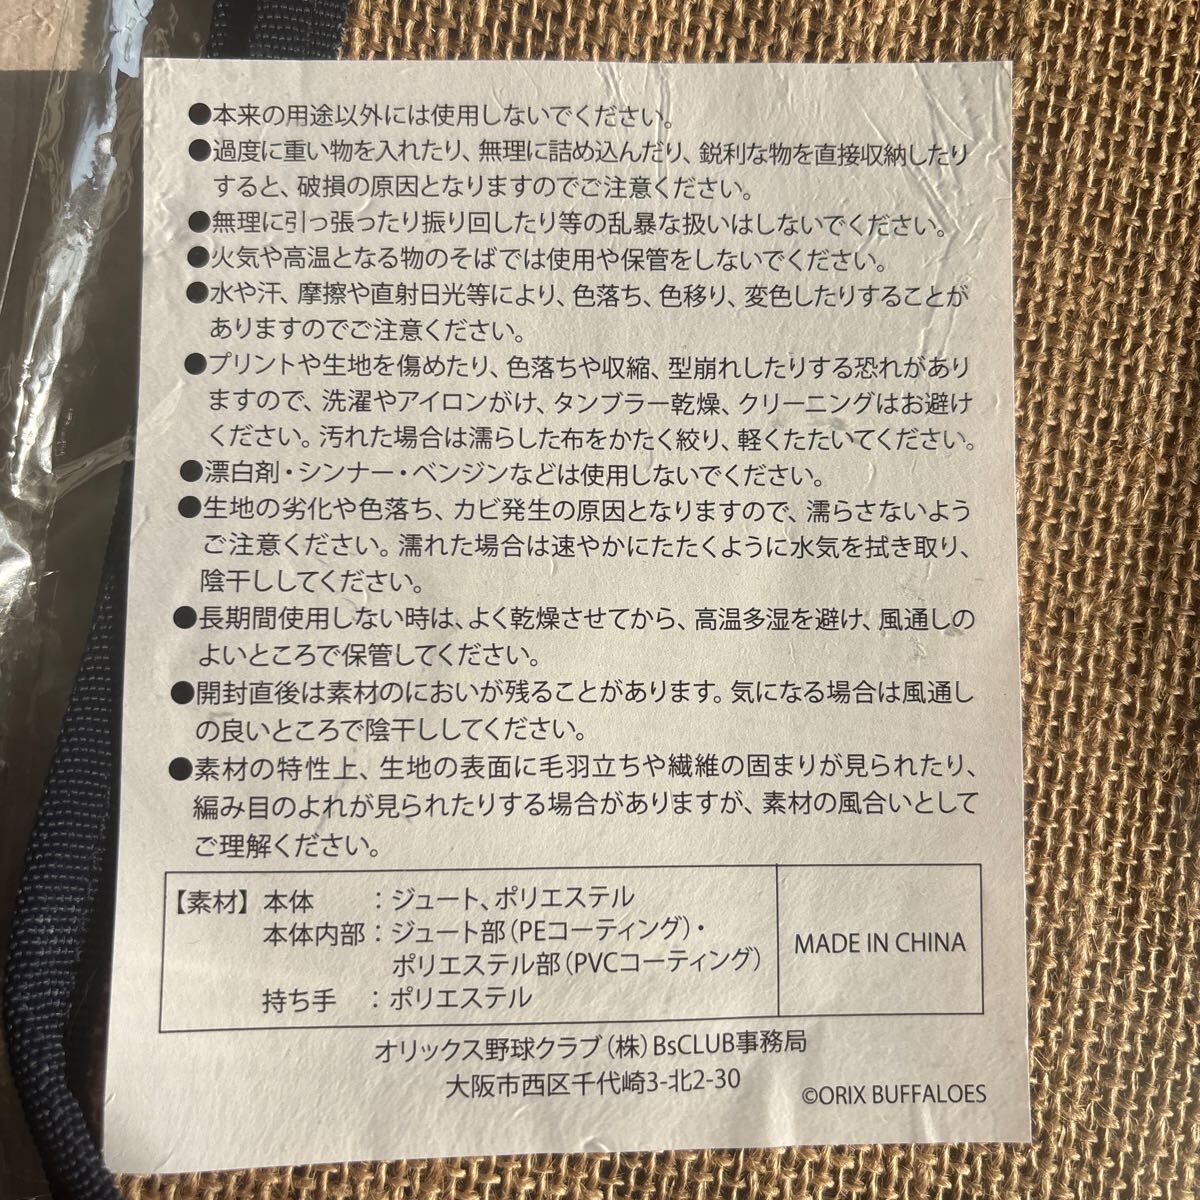 ●本来の用途以外には使用しないでください。
●過度に重い物を入れたり、無理に詰め込んだり、鋭利な物を直接収納したり
すると、破損の原因となりますのでご注意ください。
●無理に引っ張ったり振り回したり等の乱暴な扱いはしないでください。
●火気や高温となる物のそばでは使用や保管をしないでください。
●水や汗、摩擦や直射日光等により、色落ち、色移り、変色したりすることが
ありますのでご注意ください。
●プリントや生地を傷めたり、色落ちや収縮、型崩れしたりする恐れがあり
ますので、洗濯やアイロンがけ、タンブラー乾燥、クリーニングはお避け
ください。汚れた場合は濡らした布をかたく絞り、軽くたたいてください。
●漂白剤・シンナー・ベンジンなどは使用しないでください。
●生地の劣化や色落ち、カビ発生の原因となりますので、濡らさないよう
ご注意ください。濡れた場合は速やかにたたくように水気を拭き取り、
陰干ししてください。
●長期間使用しない時は、よく乾燥させてから、高温多湿を避け、風通しの
よいところで保管してください。
●開封直後は素材のにおいが残ることがあります。気になる場合は風通し
の良いところで陰干ししてください。
●素材の特性上、生地の表面に毛羽立ちや繊維の固まりが見られたり、
編み目のよれが見られたりする場合がありますが、素材の風合いとして
ご理解ください。
【素材】本体 :ジュート、ポリエステル
本体内部:ジュート部(PEコーティング)・
ポリエステル部(PVCコーティング)
持ち手 :ポリエステル
MADE IN CHINA
オリックス野球クラブ(株)BsCLUB事務局
大阪市西区千代崎3-北2-30
©ORIX BUFFALOES